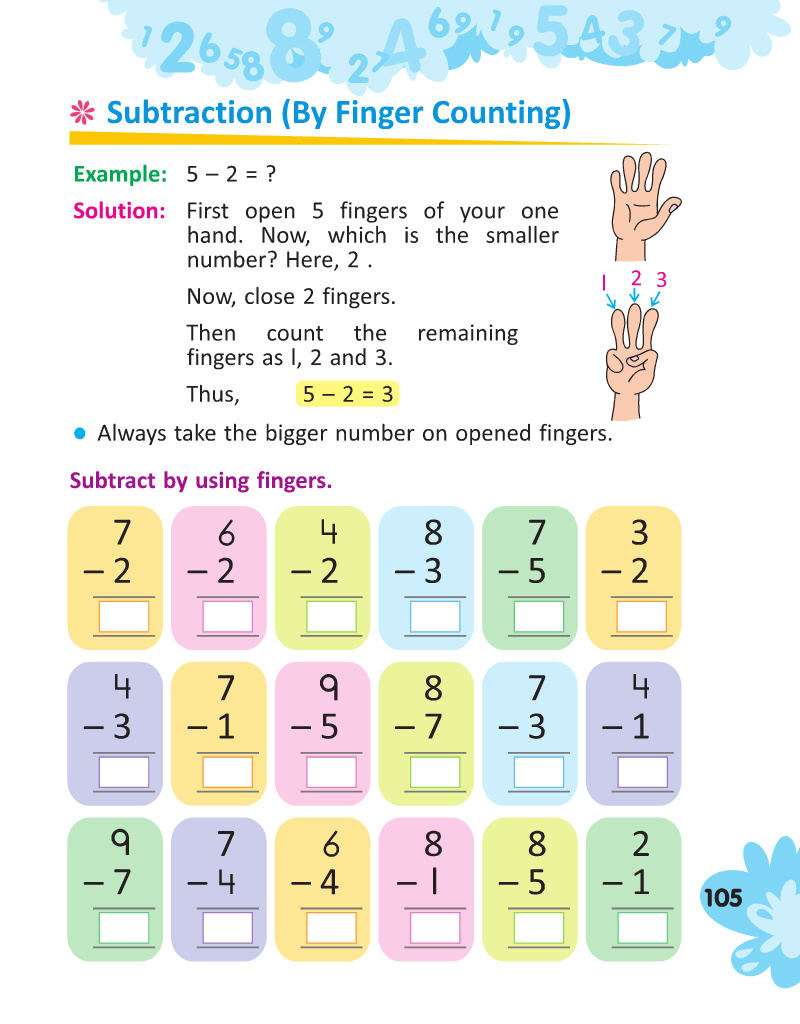 1 2 6 5 8 8 9 2 7 A 6 9 1 9 5 4 3 7 9
Subtraction (By Finger Counting)
Example: 5 – 2 = ?
Solution: First open 5 fingers of your one
hand. Now, which is the smaller
number? Here, 2 .
Now, close 2 fingers.
1 2 3
Then count the remaining
fingers as l, 2 and 3.
Thus, 5 – 2 = 3
Always take the bigger number on opened fingers.
Subtract by using fingers.
7 6 4 8 7 3
– 2 – 2 – 2 – 3 – 5 – 2
4 7 9 8 7 4
– 3 – 1 – 5 – 7 – 3 – 1
9 7 6 8 8 2
– 7 – 4 – 4 – 1 – 5 – 1
105